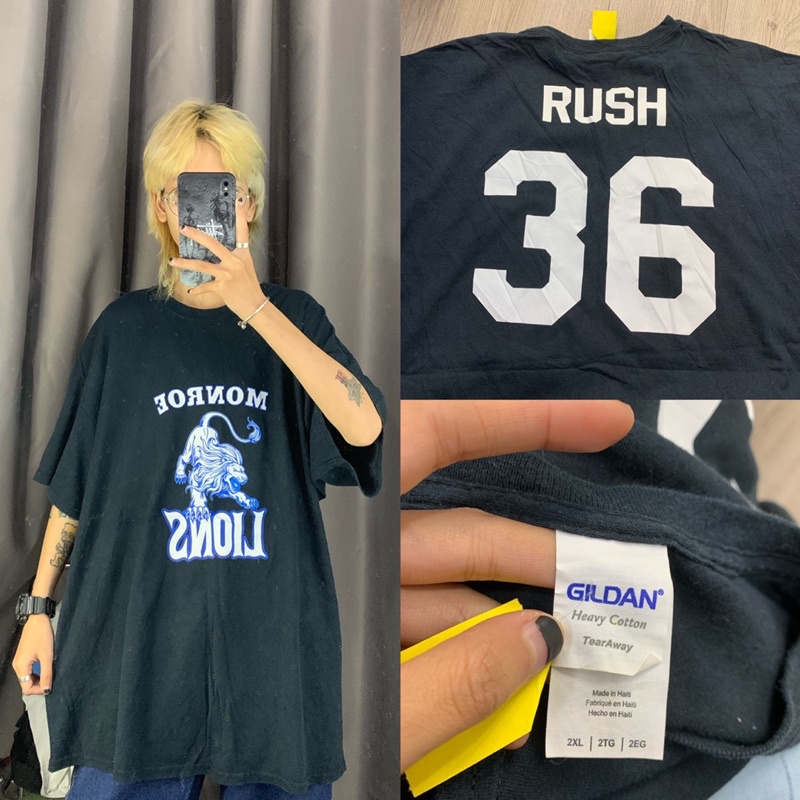 MONROE
LIONS
RUSH
36
GILDAN®
Heavy Cotton
TearAway
Made in Haiti
Fabriqué en Haïti
Hecho en Haití
2XL | 2TG | 2EG